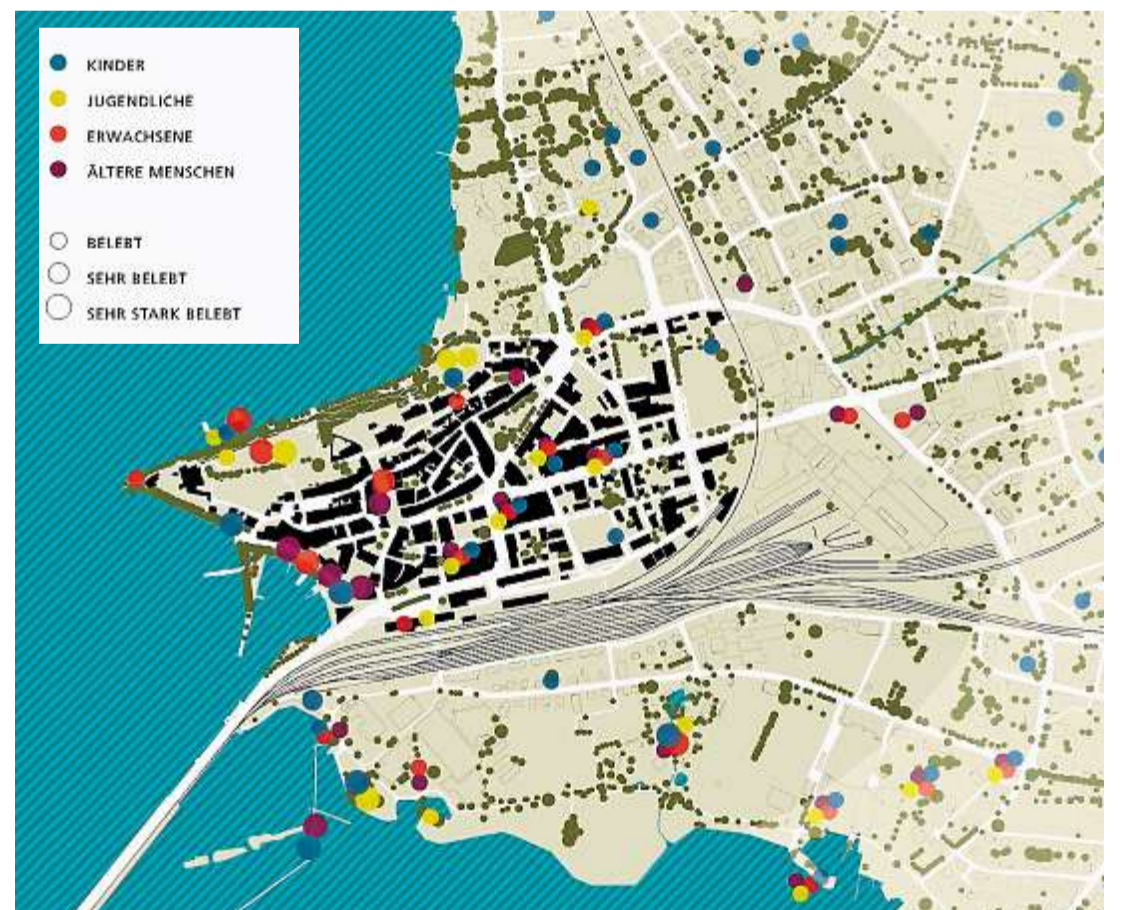 KINDER
JUGENDLICHE
ERWACHSENE
ÄLTERE MENSCHEN
BELEBT
SEHR BELEBT
SEHR STARK BELEBT